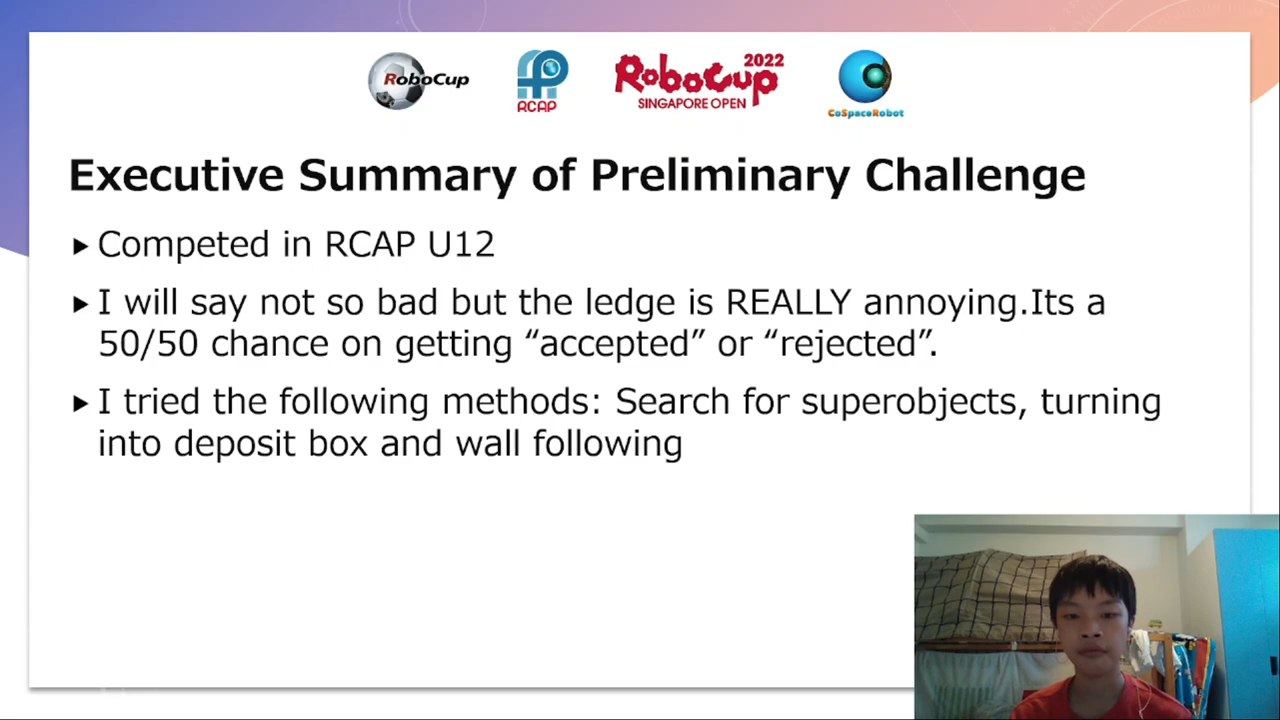 RoboCup
RCAP
RoboCup 2022
SINGAPORE OPEN
CoSpaceRobot
Executive Summary of Preliminary Challenge
Competed in RCAP U12
I will say not so bad but the ledge is REALLY annoying.Its a
50/50 chance on getting “accepted” or “rejected”.
I tried the following methods: Search for superobjects, turning
into deposit box and wall following